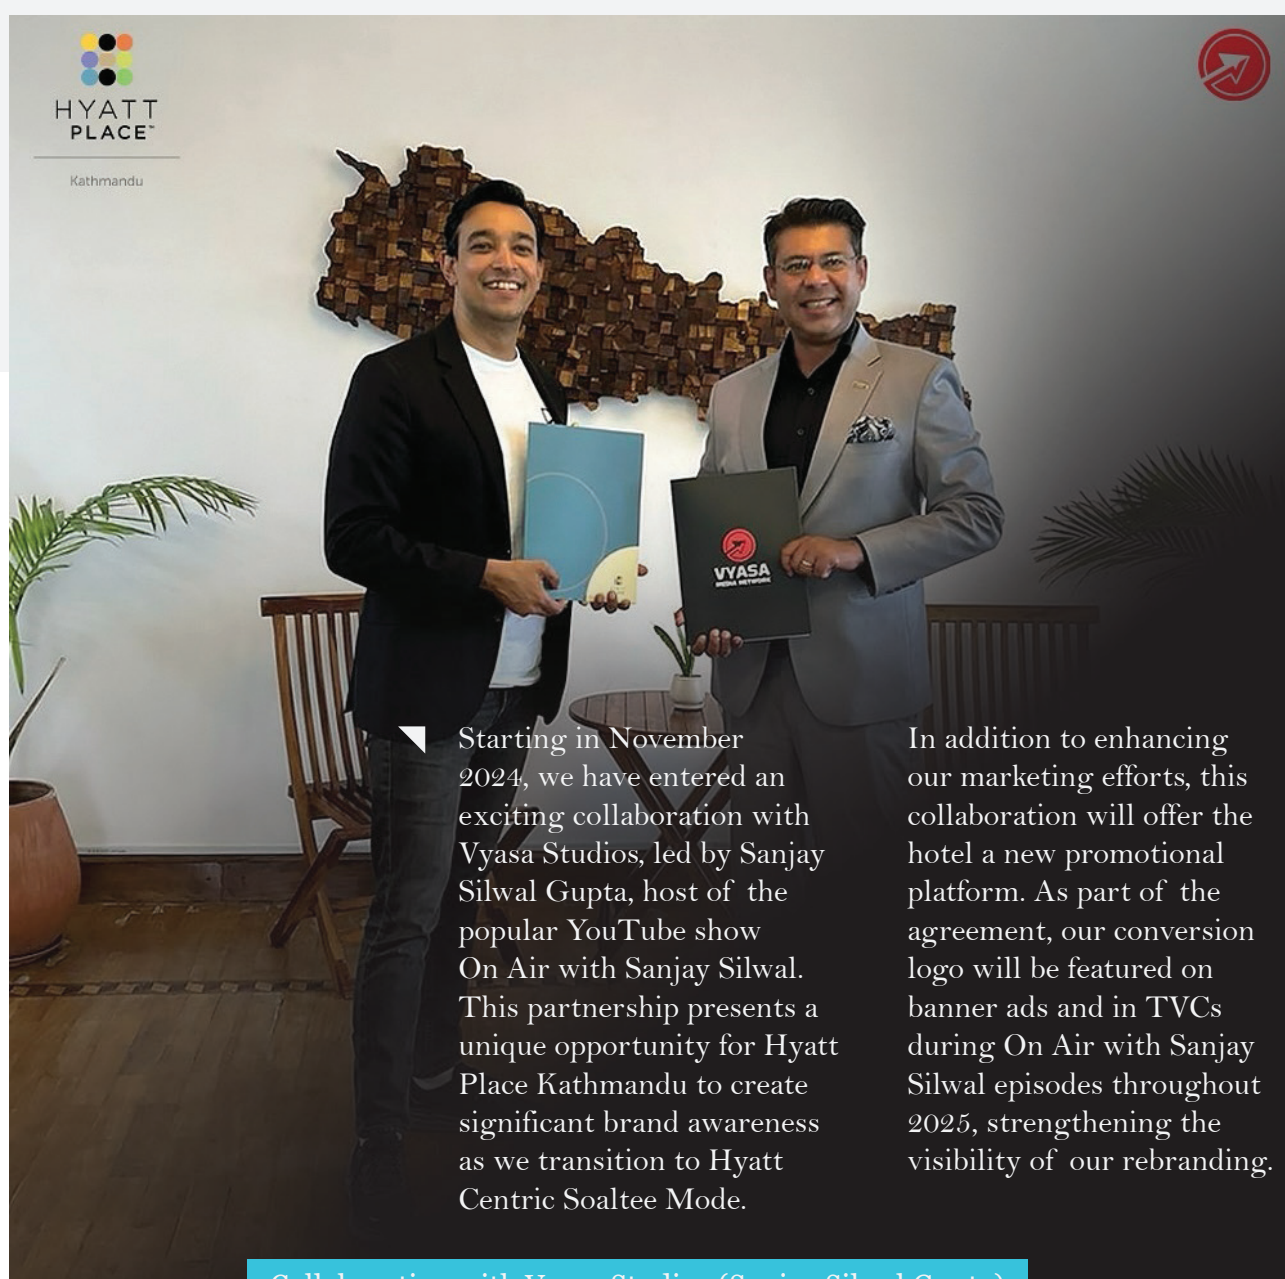 HYATT
PLACE™
Kathmandu
VYASA
MEDIA NETWORK
Starting in November
2024, we have entered an
exciting collaboration with
Vyasa Studios, led by Sanjay
Silwal Gupta, host of the
popular YouTube show
On Air with Sanjay Silwal.
This partnership presents a
unique opportunity for Hyatt
Place Kathmandu to create
significant brand awareness
as we transition to Hyatt
Centric Soaltee Mode.
In addition to enhancing
our marketing efforts, this
collaboration will offer the
hotel a new promotional
platform. As part of the
agreement, our conversion
logo will be featured on
banner ads and in TVCs
during On Air with Sanjay
Silwal episodes throughout
2025, strengthening the
visibility of our rebranding.